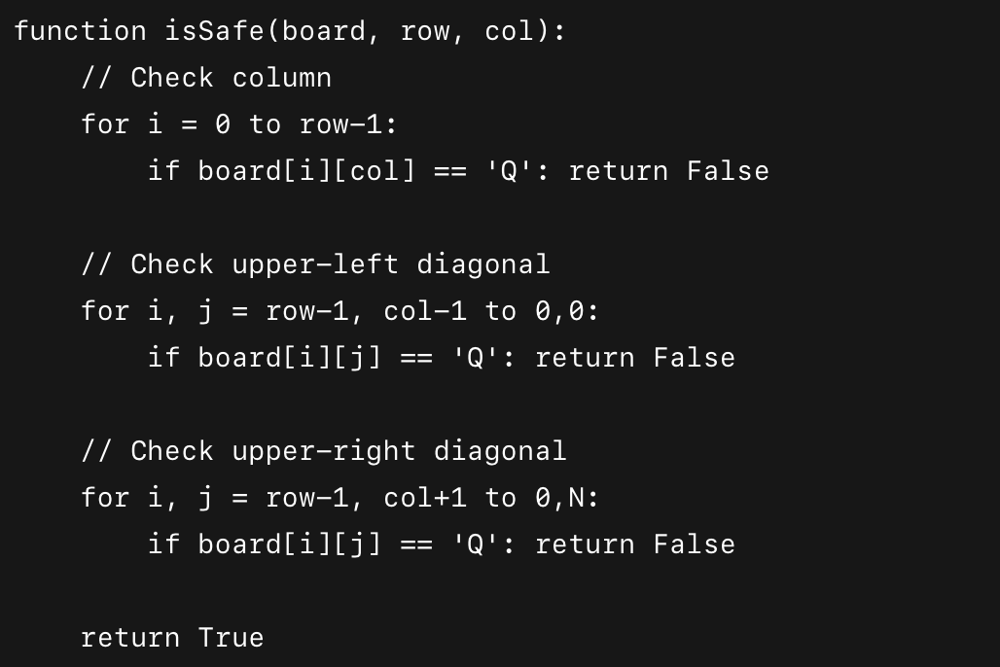 function isSafe(board, row, col):
    // Check column
    for i = 0 to row-1:
        if board[i][col] == 'Q': return False

    // Check upper-left diagonal
    for i, j = row-1, col-1 to 0,0:
        if board[i][j] == 'Q': return False

    // Check upper-right diagonal
    for i, j = row-1, col+1 to 0,N:
        if board[i][j] == 'Q': return False

    return True